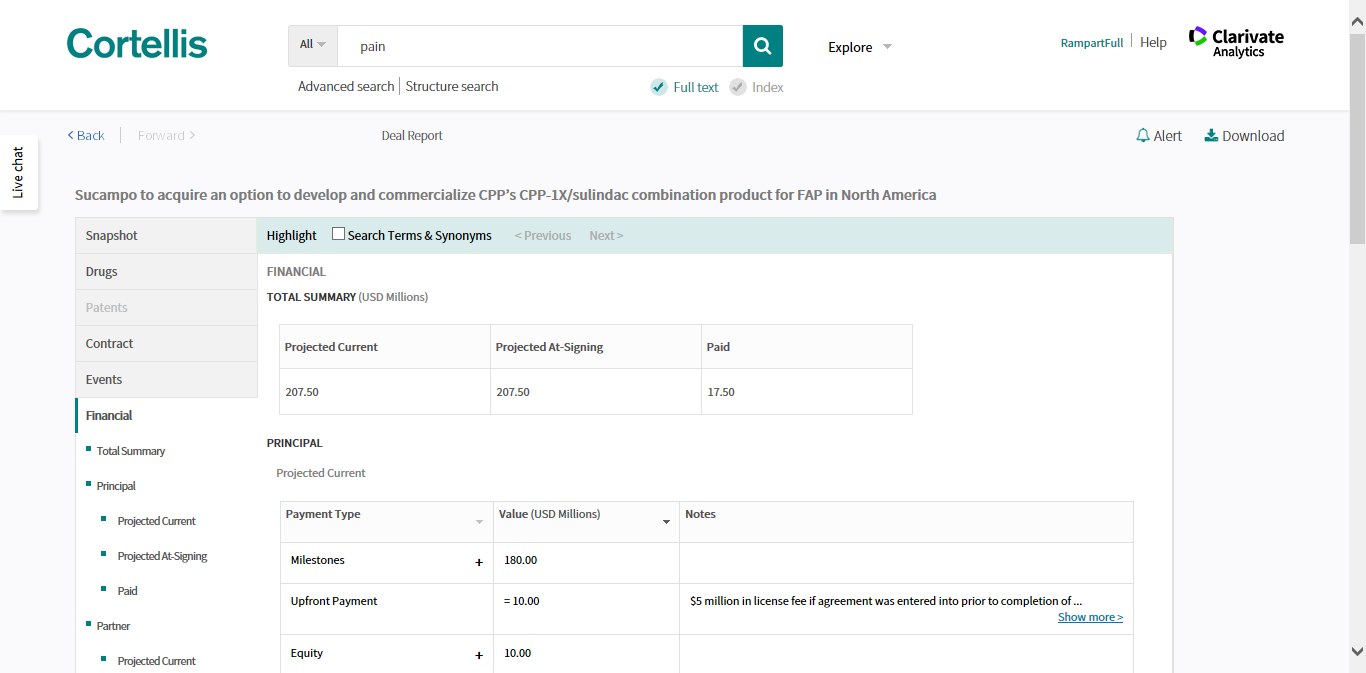 Cortellis
All
pain
Explore
RampartFull
Help
Clarivate
Analytics
Advanced search
Structure search
Full text
Index
< Back
Forward >
Deal Report
Alert
Download
Live chat
Sucampo to acquire an option to develop and commercialize CPP’s CPP-1X/sulindac combination product for FAP in North America
Snapshot
Drugs
Patents
Contract
Events
Financial
Total Summary
Principal
Projected Current
Projected At-Signing
Paid
Partner
Projected Current
Highlight
Search Terms & Synonyms
< Previous
Next >
FINANCIAL
TOTAL SUMMARY (USD Millions)
Projected Current Projected At-Signing Paid
207.50 207.50 17.50
PRINCIPAL
Projected Current
Payment Type Value (USD Millions) Notes
Milestones + 180.00
Upfront Payment = 10.00 $5 million in license fee if agreement was entered into prior to completion of ...
Show more >
Equity + 10.00